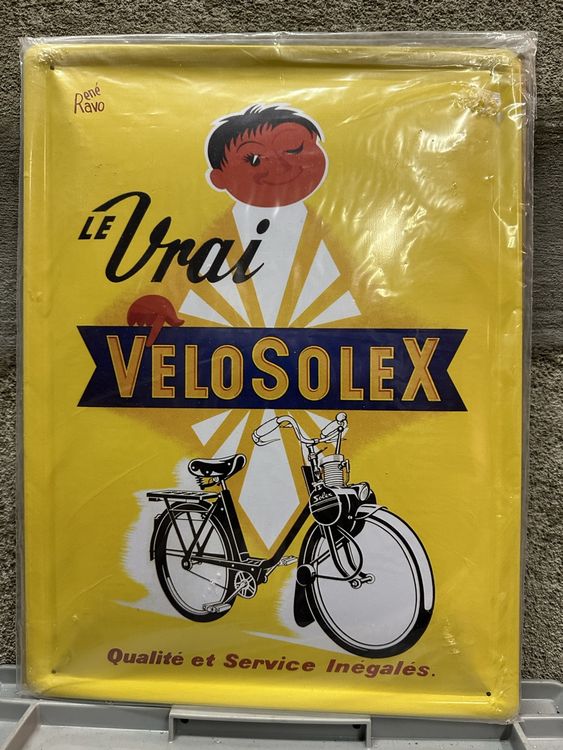 René
Ravo
LE Vrai
VELOSOLEX
Solex
Qualité et Service Inégalés.